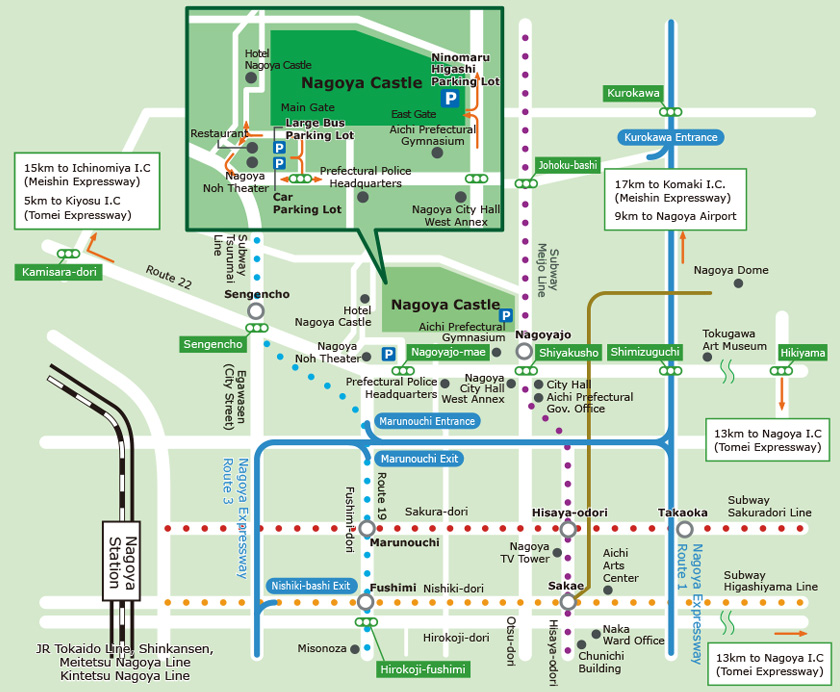 Hotel
Nagoya Castle
Nagoya Castle
Ninomaru
Higashi
Parking Lot
P
Main Gate
East Gate
Large Bus
Parking Lot
Restaurant
P
P
Aichi Prefectural
Gymnasium
Nagoya
Noh Theater
Prefectural Police
Headquarters
Car
Parking Lot
Nagoya City Hall
West Annex
Kurokawa
Kurokawa Entrance
Johoku-bashi
15km to Ichinomiya I.C
(Meishin Expressway)
5km to Kiyosu I.C
(Tomei Expressway)
17km to Komaki I.C.
(Meishin Expressway)
9km to Nagoya Airport
Kamisara-dori
Route 22
Subway
Tsurumai
Line
Subway
Meijo Line
Nagoya Dome
Sengencho
Hotel
Nagoya Castle
Nagoya Castle
P
Aichi Prefectural
Gymnasium
Nagoyajo
Tokugawa
Art Museum
Sengencho
Nagoya
Noh Theater
P
Nagoyajo-mae
Shiyakusho
Shimizuguchi
Hikiyama
Egawasen
(City Street)
Prefectural Police
Headquarters
Nagoya
City Hall
West Annex
City Hall
Aichi Prefectural
Gov. Office
Marunouchi Entrance
13km to Nagoya I.C
(Tomei Expressway)
Marunouchi Exit
Nagoya Expressway
Route 3
Fushimi-dori
Route 19
Sakura-dori
Hisaya-odori
Takaoka
Subway
Sakuradori Line
Nagoya
Station
Marunouchi
Nagoya
TV Tower
Aichi
Arts
Center
Nagoya Expressway
Route 1
Nishiki-bashi Exit
Fushimi
Nishiki-dori
Sakae
Subway
Higashiyama Line
Otsu-dori
Hisaya-odori
Naka
Ward Office
Hirokoji-dori
JR Tokaido Line, Shinkansen,
Meitetsu Nagoya Line
Kintetsu Nagoya Line
Misonoza
Hirokoji-fushimi
Chunichi
Building
13km to Nagoya I.C
(Tomei Expressway)